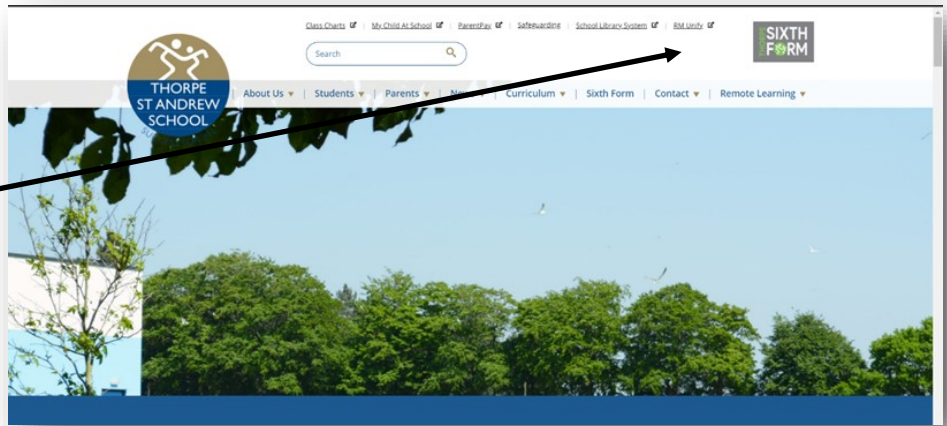 Class Charts | My Child At School | ParentPay | Safeguarding | School Library System | RM Unify
Search
THORPE
SIXTH
FORM
THORPE
ST ANDREW
SCHOOL
About Us | Students | Parents | News | Curriculum | Sixth Form | Contact | Remote Learning